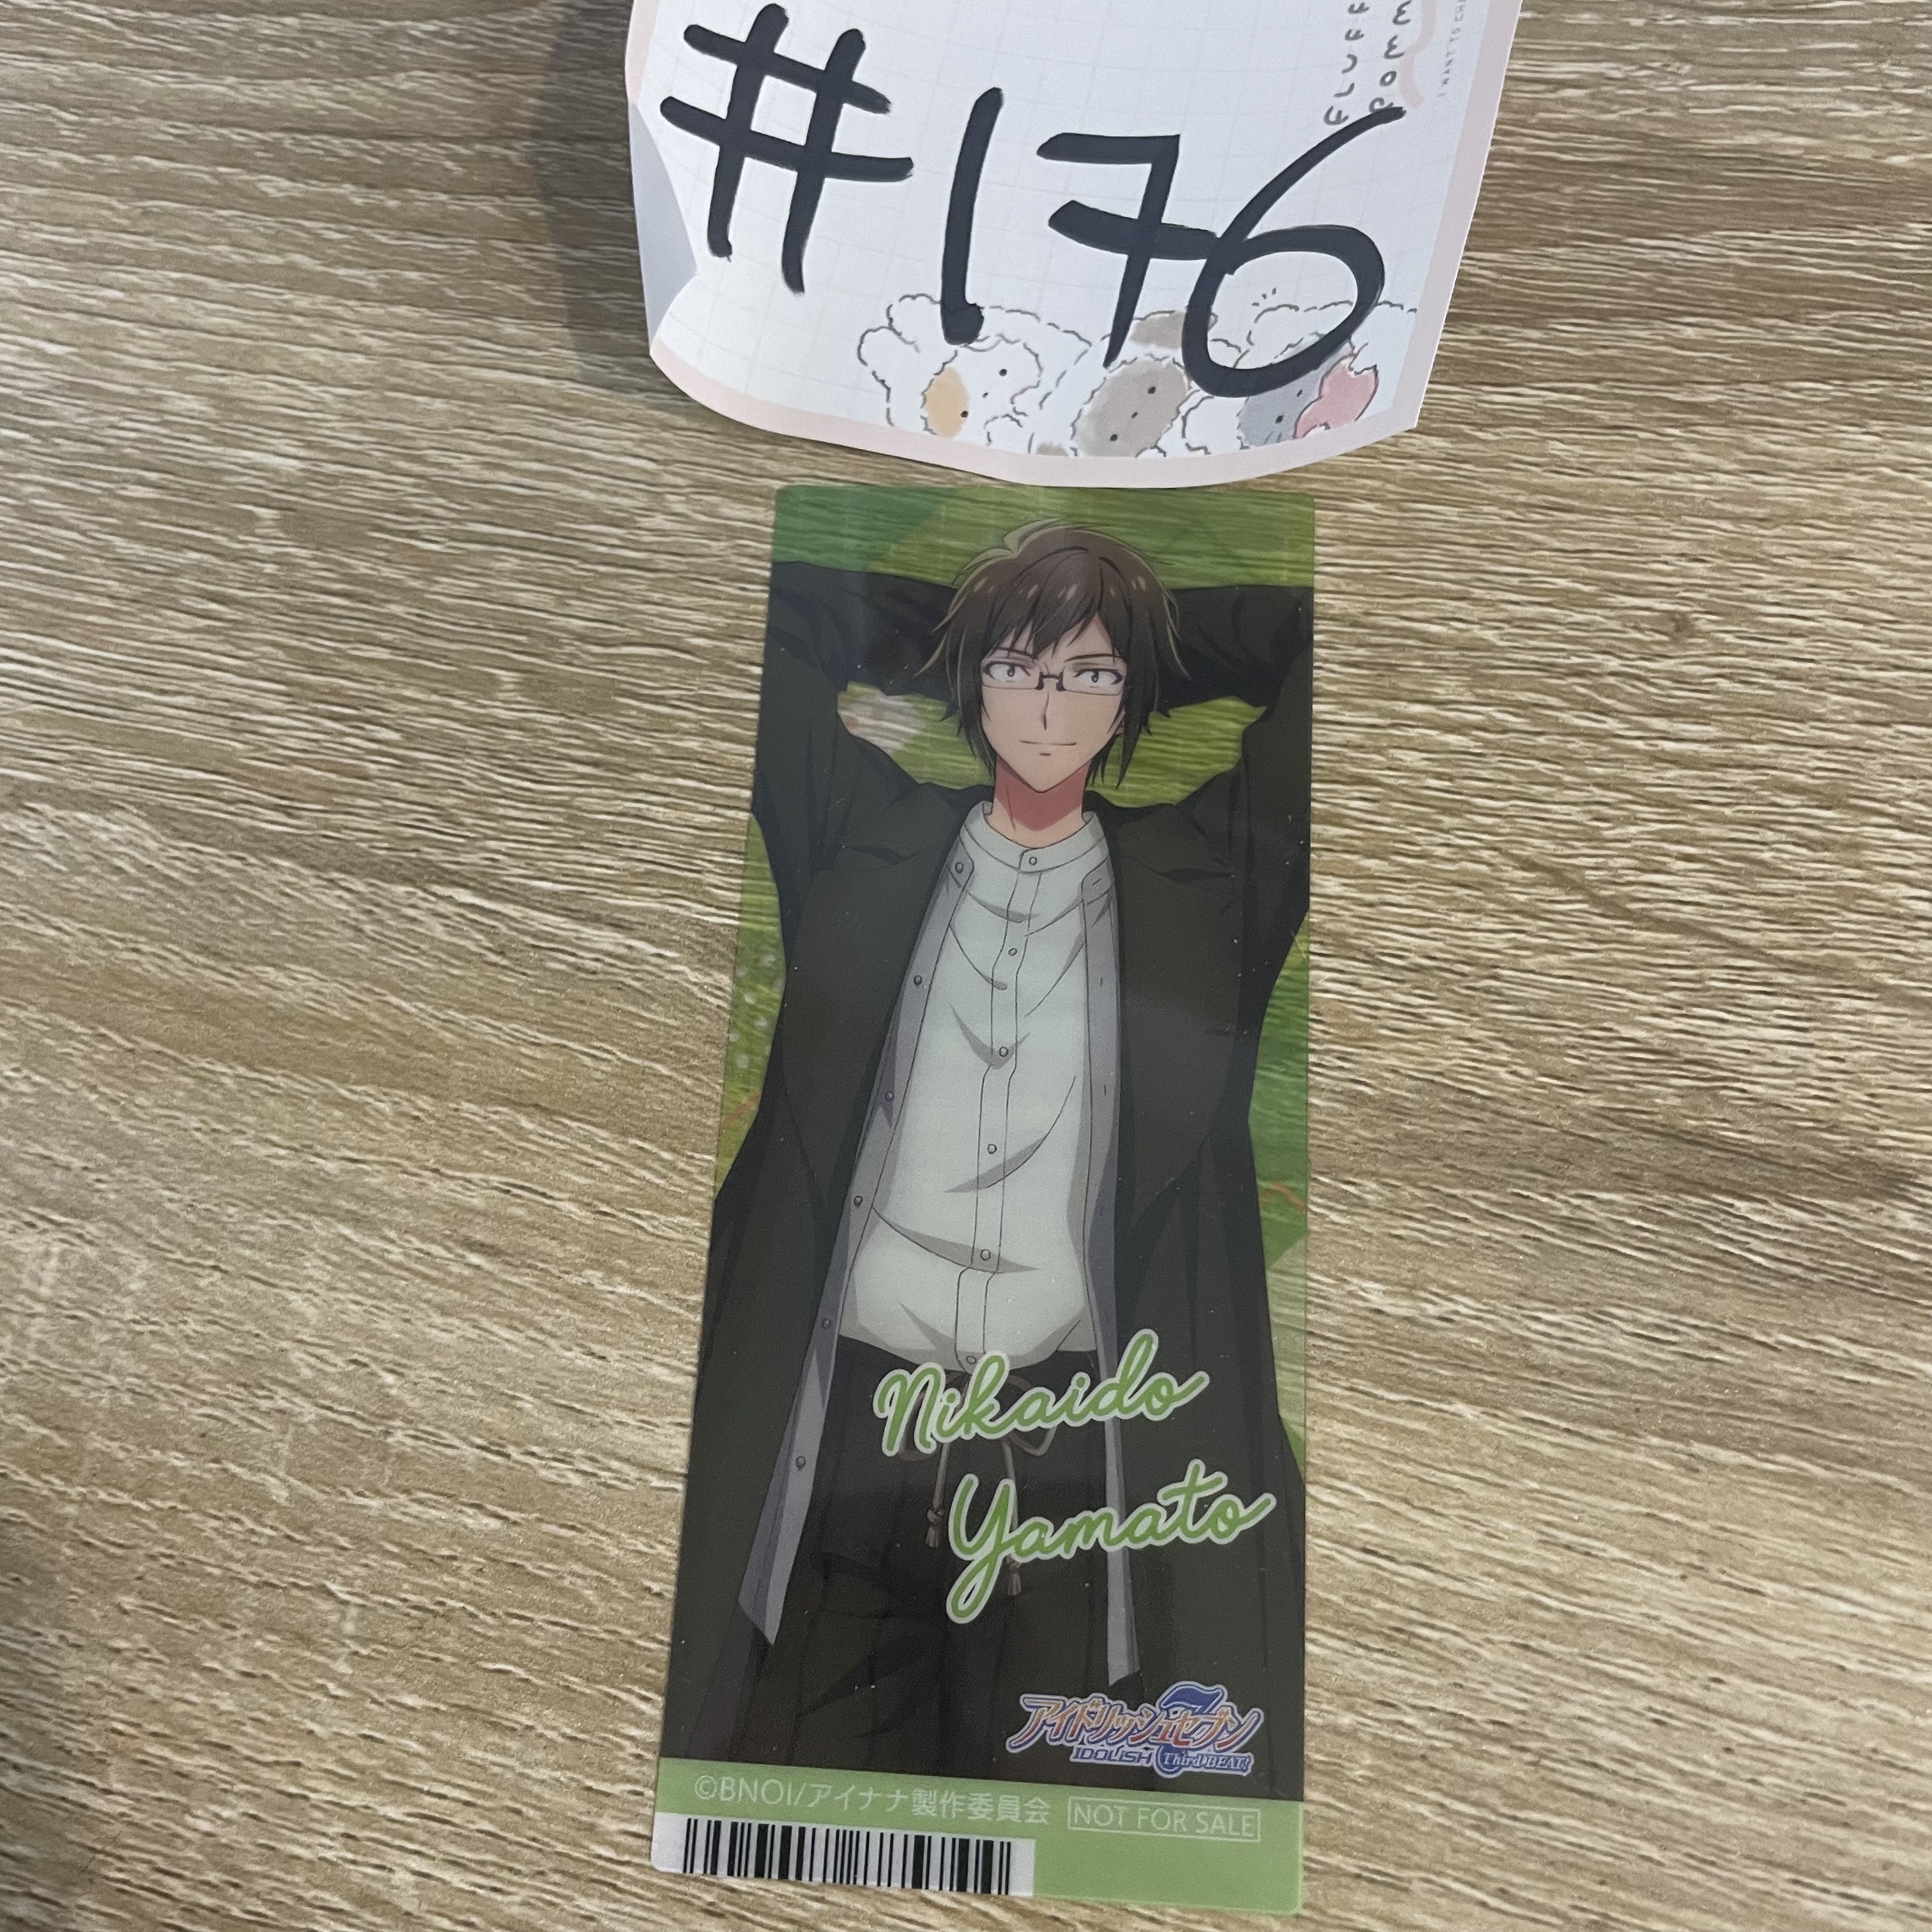 #176
Nikaido
Yamato
アイドリッシュセブン
IDOLiSH7 Third BEAT!
©BNOI/アイナナ製作委員会 NOT FOR SALE